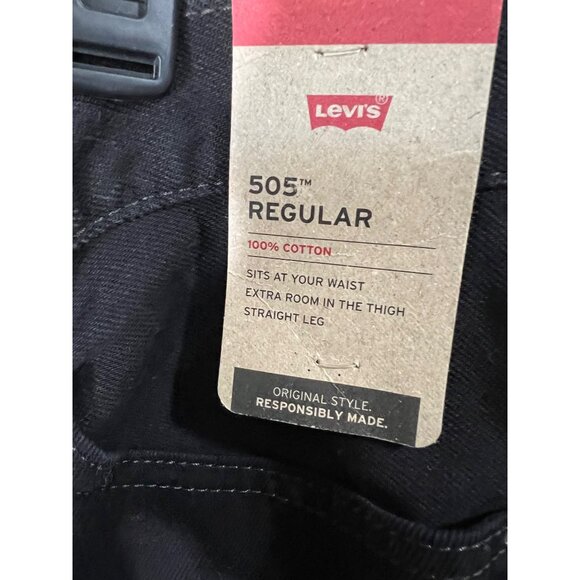 LEVI'S®
505™
REGULAR
100% COTTON
SITS AT YOUR WAIST
EXTRA ROOM IN THE THIGH
STRAIGHT LEG
ORIGINAL STYLE.
RESPONSIBLY MADE.